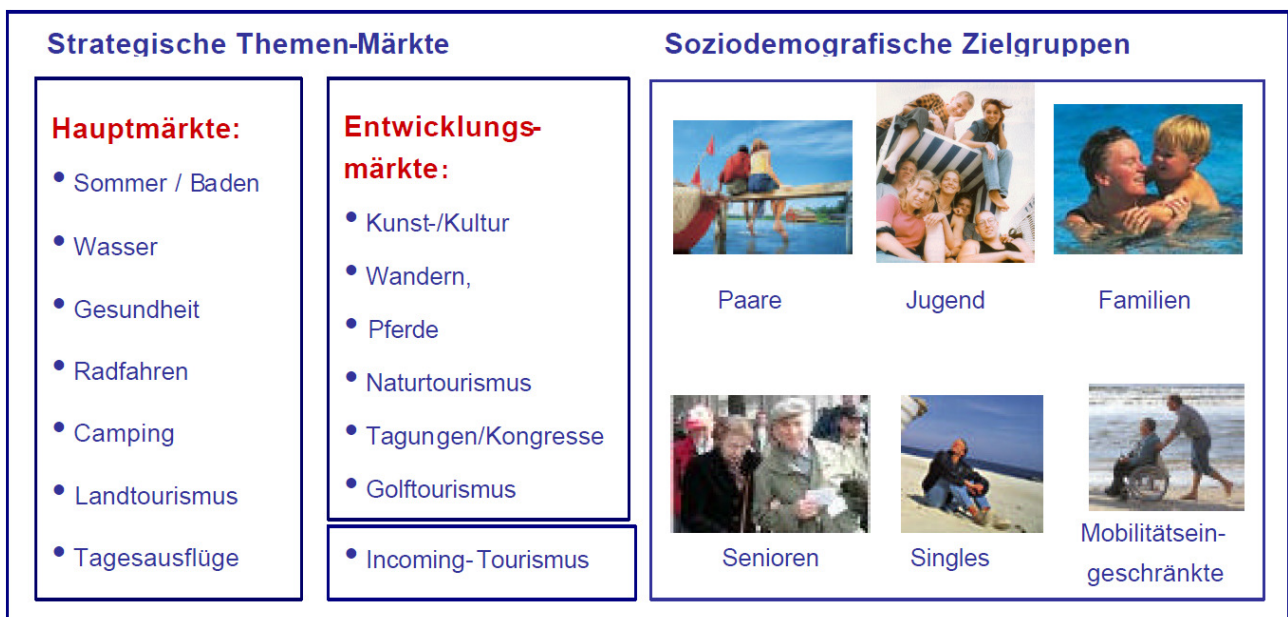 Strategische Themen-Märkte
Hauptmärkte:
• Sommer / Baden
• Wasser
• Gesundheit
• Radfahren
• Camping
• Landtourismus
• Tagesausflüge
Entwicklungs-
märkte:
• Kunst-/Kultur
• Wandern,
• Pferde
• Naturtourismus
• Tagungen/Kongresse
• Golftourismus
• Incoming-Tourismus
Soziodemografische Zielgruppen
Paare
Jugend
Familien
Senioren
Singles
Mobilitätsein-
geschränkte